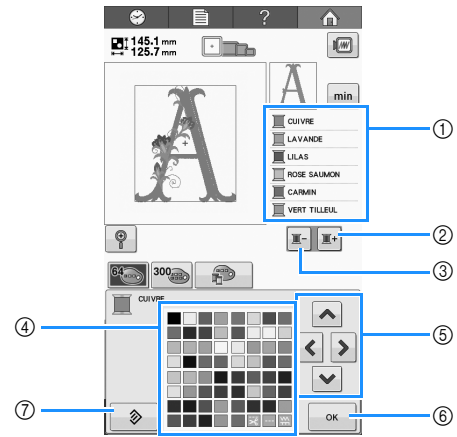 ?
145.1 mm
125.7 mm
A
A
min
CUIVRE
LAVANDE
LILAS
ROSE SAUMON
CARMIN
VERT TILLEUL
①
②
③
64
300
CUIVRE
④
⑤
⑥
⑦
OK